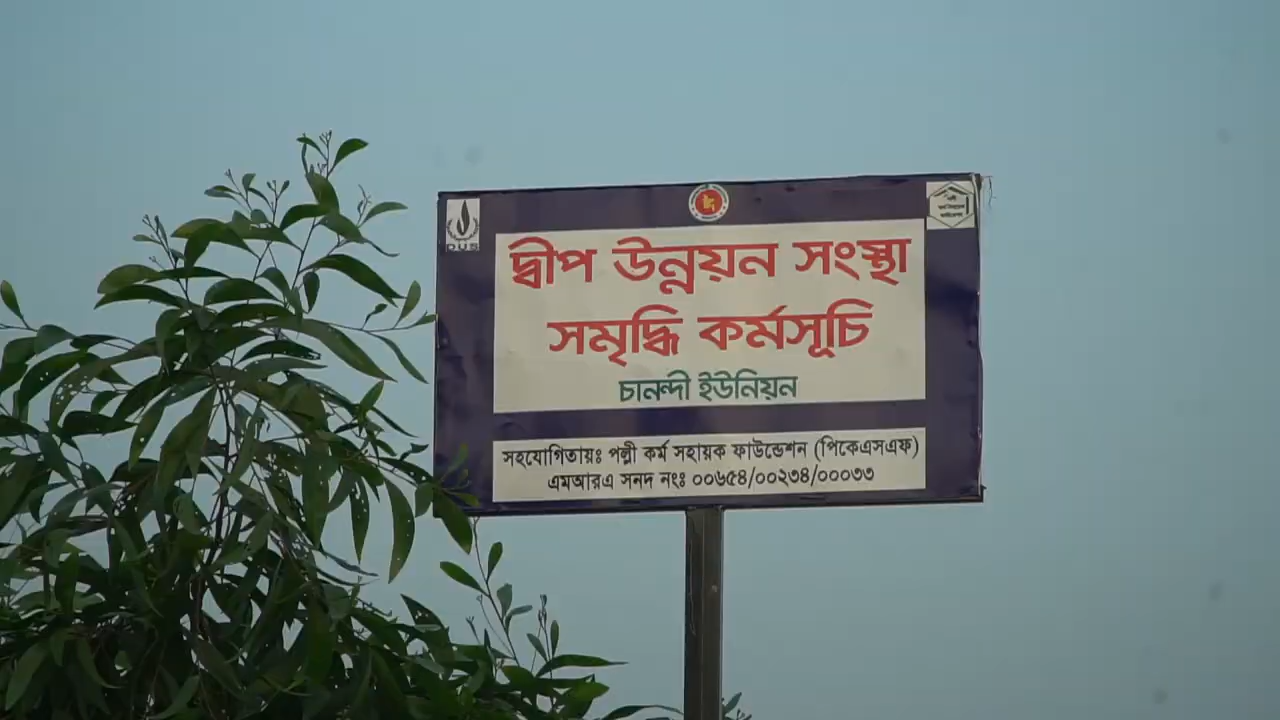 DUS
দ্বীপ উন্নয়ন সংস্থা
সমৃদ্ধি কর্মসূচি
চানন্দী ইউনিয়ন
সহযোগিতায়ঃ পল্লী কর্ম সহায়ক ফাউন্ডেশন (পিকেএসএফ)
এমআরএ সনদ নংঃ ০০৬৫৪/০০২৩৪/০০০৩৩